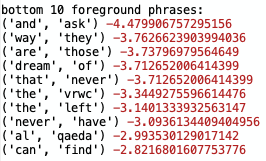 bottom 10 foreground phrases:
('and', 'ask') -4.479906757295156
('way', 'they') -3.7626623903994036
('are', 'those') -3.73796979564649
('dream', 'of') -3.712652006414399
('that', 'never') -3.712652006414399
('the', 'vrwc') -3.3449275596614476
('the', 'left') -3.1401333932563147
('never', 'have') -3.0936134409404956
('al', 'qaeda') -2.993530129017142
('can', 'find') -2.8216801607753776